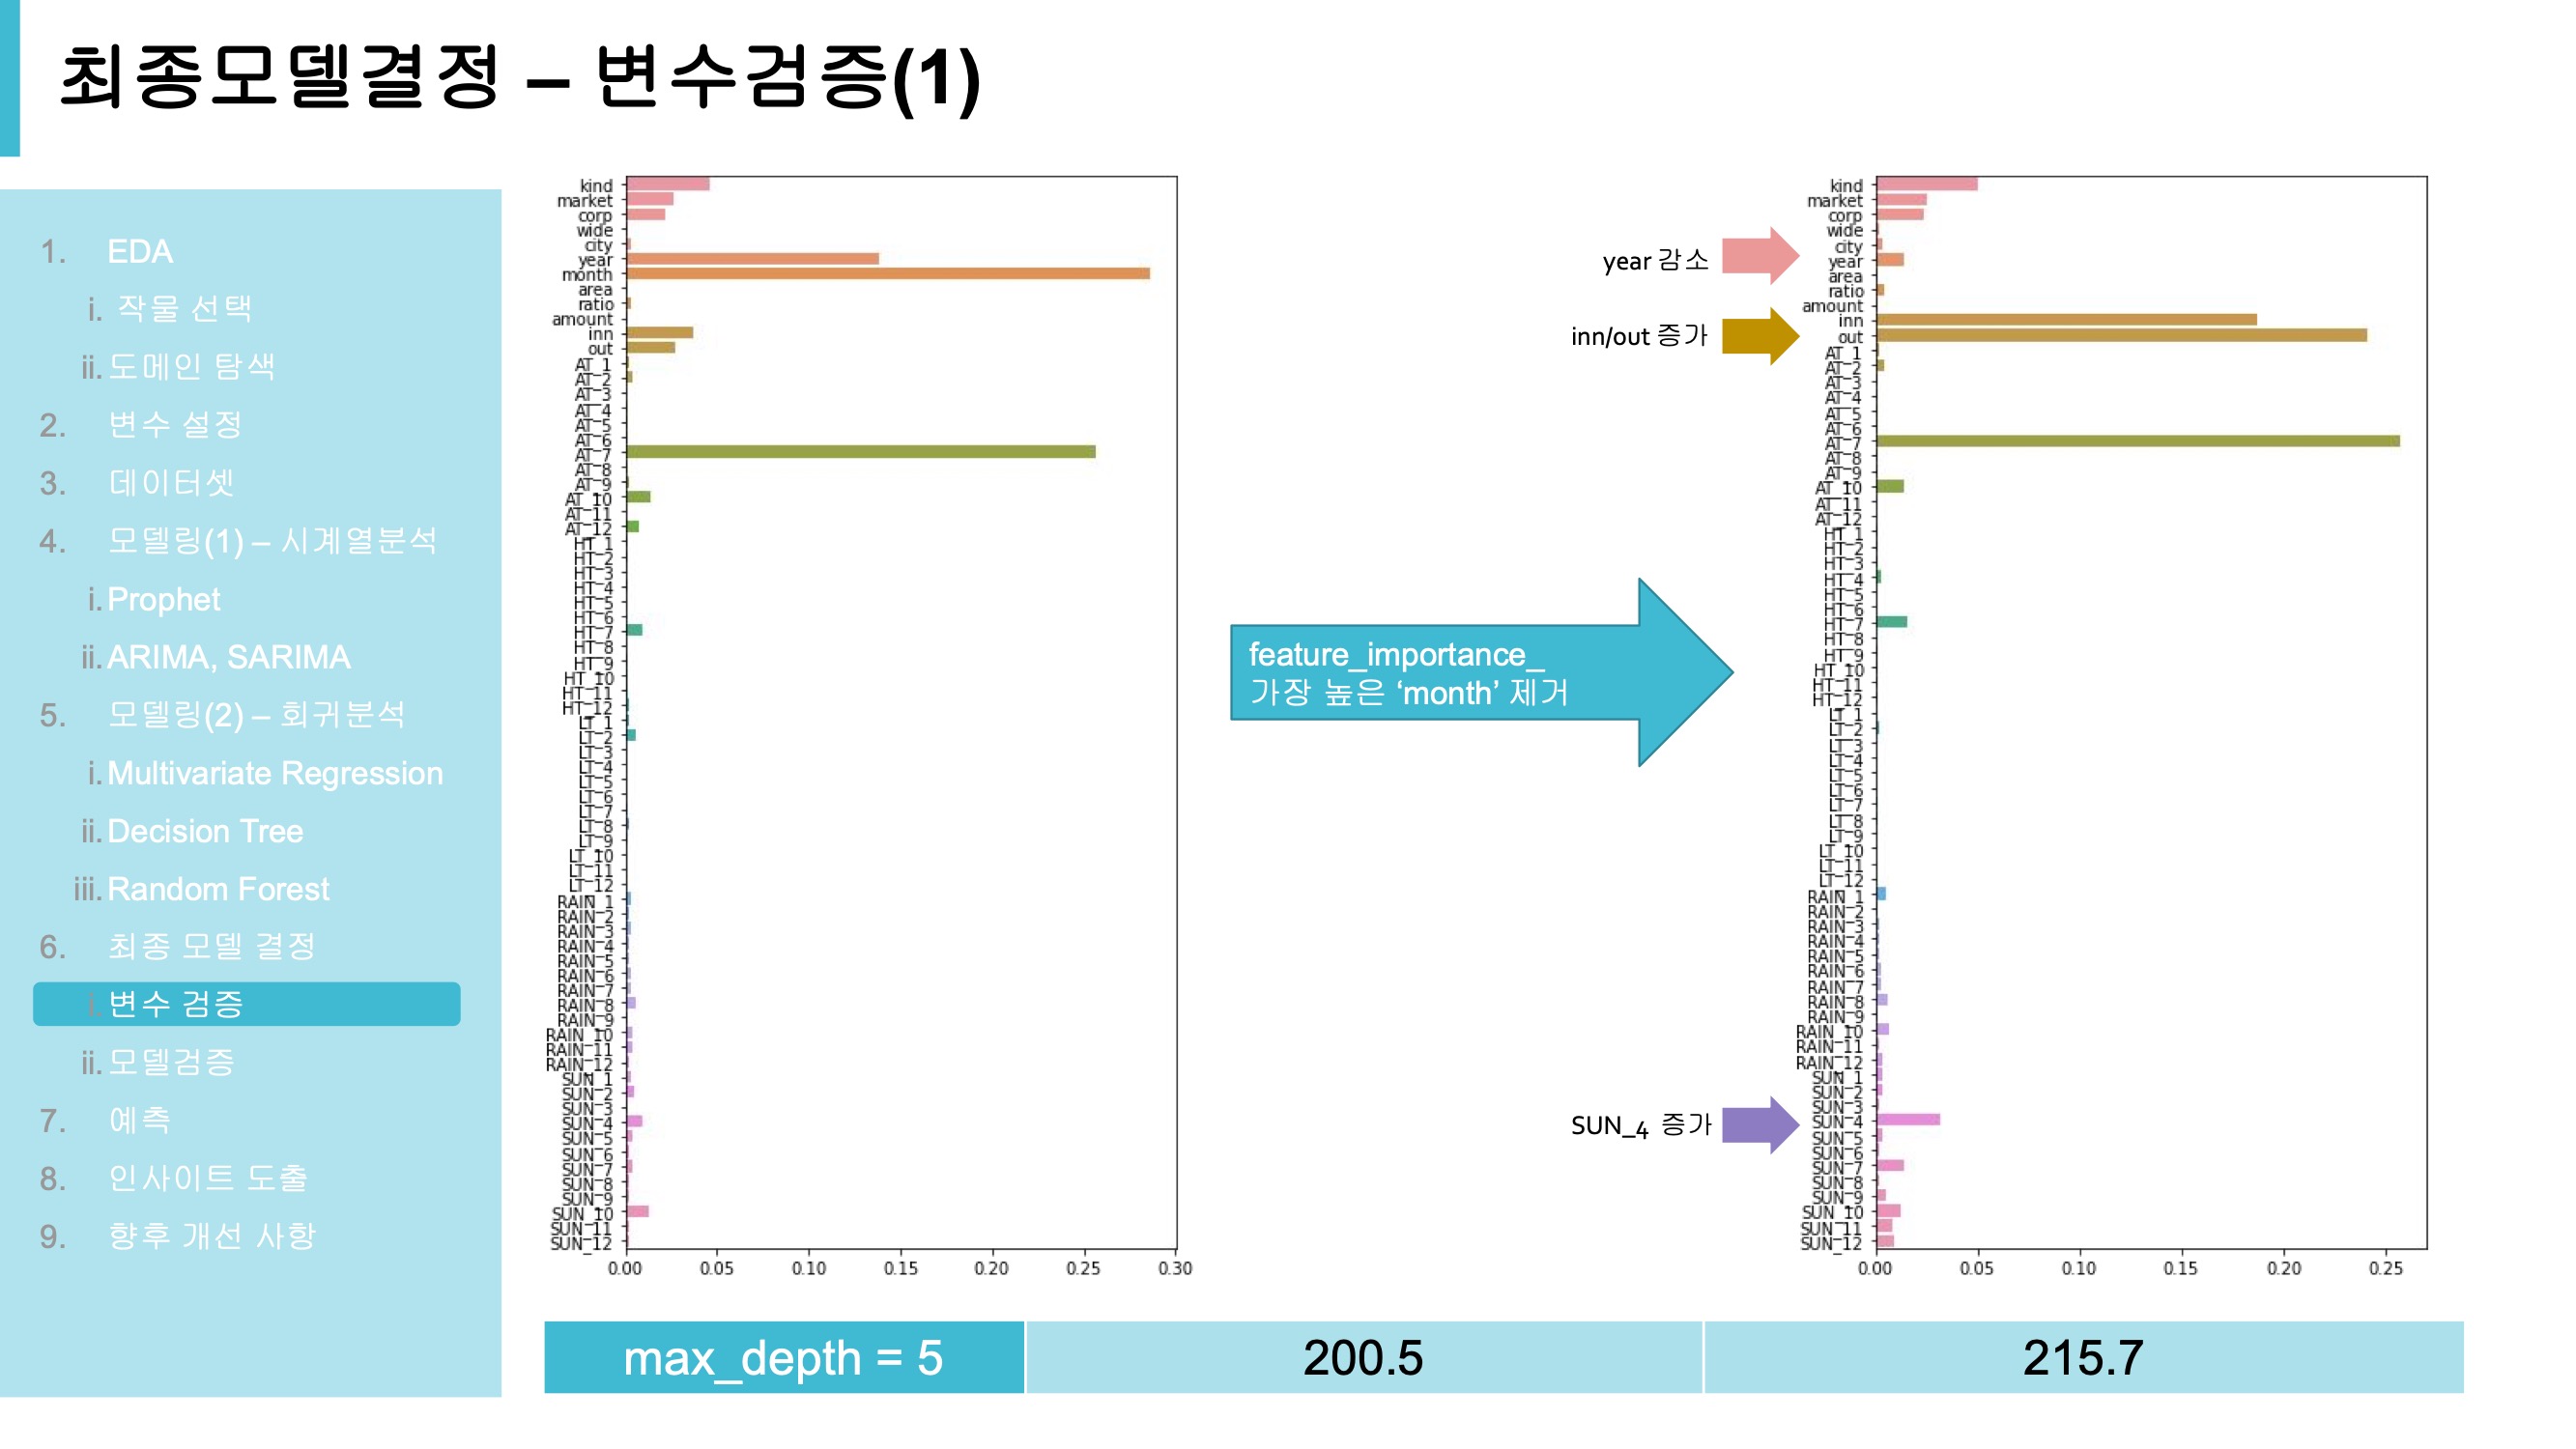 최종모델결정 – 변수검증(1)
1. EDA
i. 작물 선택
ii. 도메인 탐색
2. 변수 설정
3. 데이터셋
4. 모델링(1) – 시계열분석
i. Prophet
ii. ARIMA, SARIMA
5. 모델링(2) – 회귀분석
i. Multivariate Regression
ii. Decision Tree
iii. Random Forest
6. 최종 모델 결정
i. 변수 검증
ii. 모델검증
7. 예측
8. 인사이트 도출
9. 향후 개선 사항
kind
market
corp
wide
city
year
month
area
ratio
amount
inn
out
AT_1
AT_2
AT_3
AT_4
AT_5
AT_6
AT_7
AT_8
AT_9
AT_10
AT_11
AT_12
HT_1
HT_2
HT_3
HT_4
HT_5
HT_6
HT_7
HT_8
HT_9
HT_10
HT_11
HT_12
LT_1
LT_2
LT_3
LT_4
LT_5
LT_6
LT_7
LT_8
LT_9
LT_10
LT_11
LT_12
RAIN_1
RAIN_2
RAIN_3
RAIN_4
RAIN_5
RAIN_6
RAIN_7
RAIN_8
RAIN_9
RAIN_10
RAIN_11
RAIN_12
SUN_1
SUN_2
SUN_3
SUN_4
SUN_5
SUN_6
SUN_7
SUN_8
SUN_9
SUN_10
SUN_11
SUN_12
0.00 0.05 0.10 0.15 0.20 0.25 0.30
feature_importance_
가장 높은 ‘month’ 제거
year 감소
inn/out 증가
SUN_4 증가
kind
market
corp
wide
city
year
area
ratio
amount
inn
out
AT_1
AT_2
AT_3
AT_4
AT_5
AT_6
AT_7
AT_8
AT_9
AT_10
AT_11
AT_12
HT_1
HT_2
HT_3
HT_4
HT_5
HT_6
HT_7
HT_8
HT_9
HT_10
HT_11
HT_12
LT_1
LT_2
LT_3
LT_4
LT_5
LT_6
LT_7
LT_8
LT_9
LT_10
LT_11
LT_12
RAIN_1
RAIN_2
RAIN_3
RAIN_4
RAIN_5
RAIN_6
RAIN_7
RAIN_8
RAIN_9
RAIN_10
RAIN_11
RAIN_12
SUN_1
SUN_2
SUN_3
SUN_4
SUN_5
SUN_6
SUN_7
SUN_8
SUN_9
SUN_10
SUN_11
SUN_12
0.00 0.05 0.10 0.15 0.20 0.25
max_depth = 5 200.5 215.7